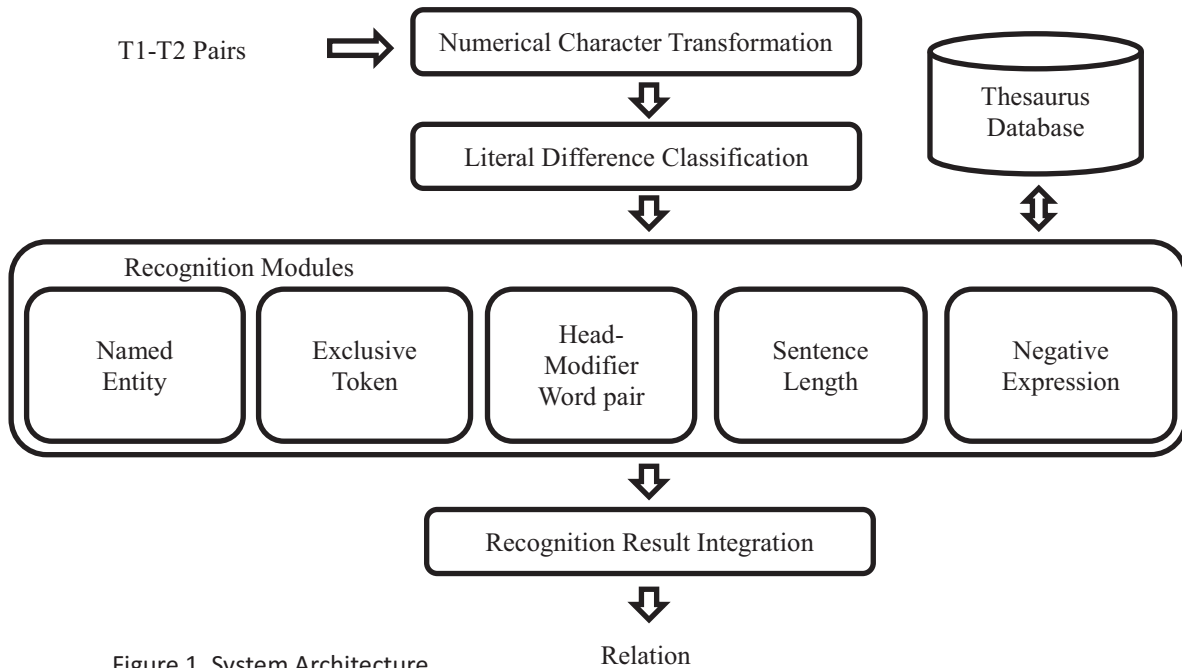 T1-T2 Pairs
Numerical Character Transformation
Thesaurus
Database
Literal Difference Classification
Recognition Modules
Named
Entity
Exclusive
Token
Head-
Modifier
Word pair
Sentence
Length
Negative
Expression
Recognition Result Integration
Relation
Figure 1. System Architecture